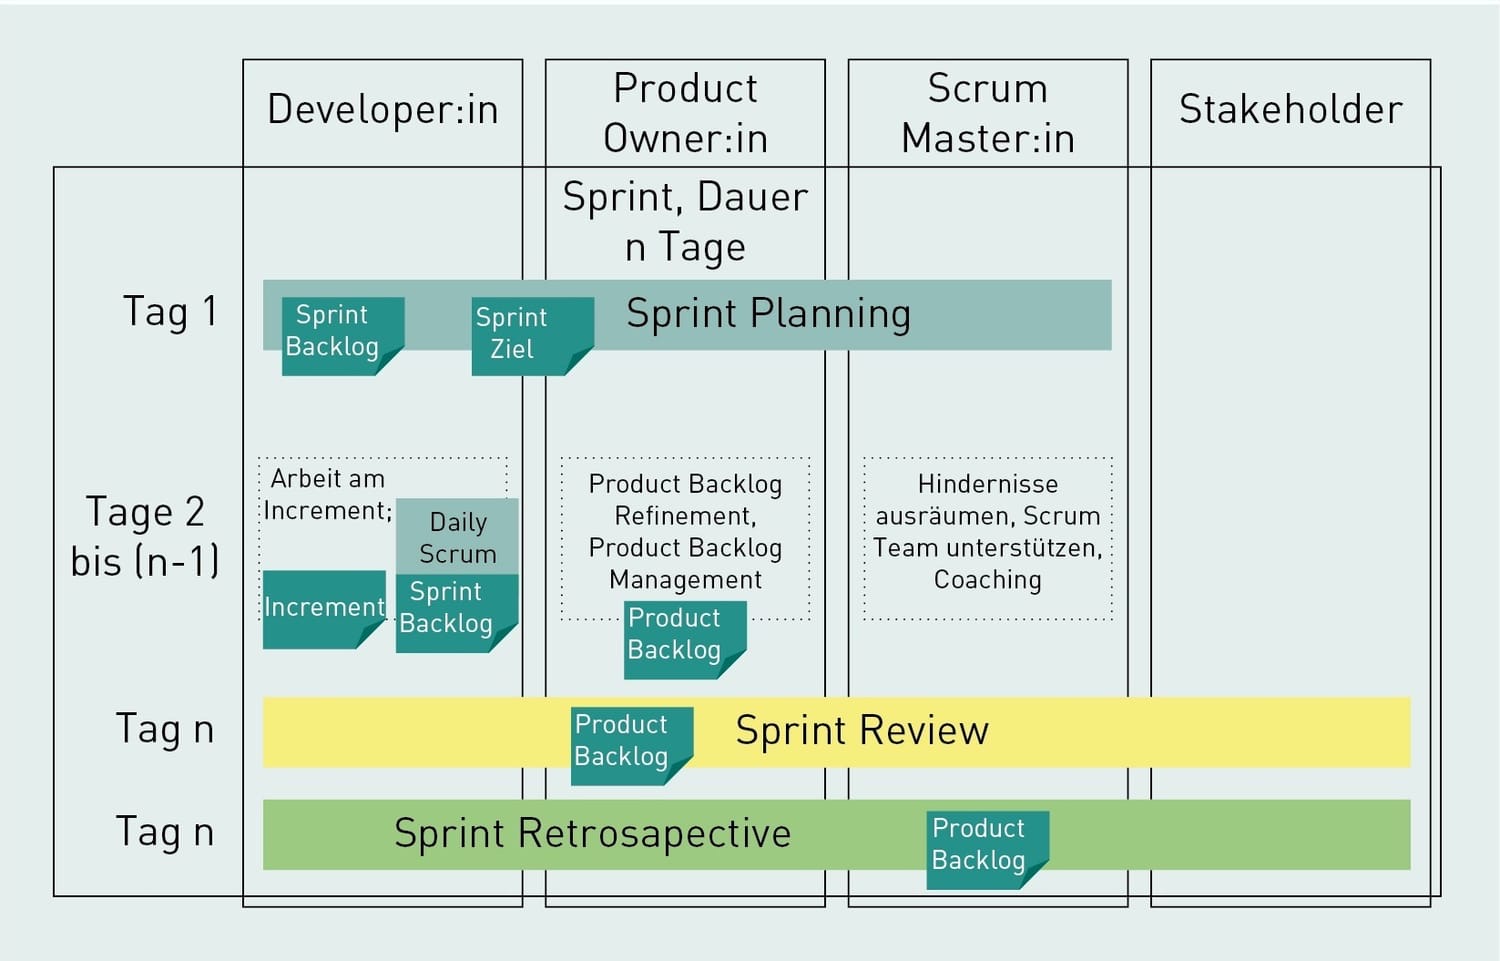 Developer:in
Product
Owner:in
Scrum
Master:in
Stakeholder
Sprint, Dauer
n Tage
Tag 1
Sprint
Backlog
Sprint
Ziel
Sprint Planning
Tage 2
bis (n-1)
Arbeit am
Increment;
Daily
Scrum
Increment
Sprint
Backlog
Product Backlog
Refinement,
Product Backlog
Management
Product
Backlog
Hindernisse
ausräumen, Scrum
Team unterstützen,
Coaching
Tag n
Product
Backlog
Sprint Review
Tag n
Sprint Retrosapective
Product
Backlog